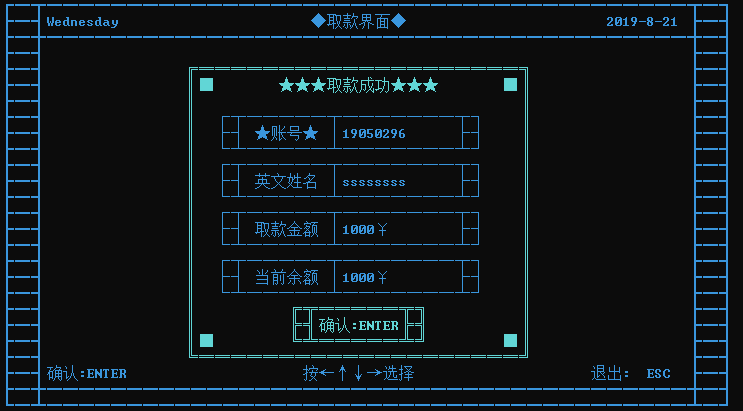 Wednesday ◆取款界面◆ 2019-8-21
★★★取款成功★★★
★账号★ 19050296
英文姓名 ssssssss
取款金额 1000￥
当前余额 1000￥
确认:ENTER
确认:ENTER 按←↑↓→选择 退出: ESC